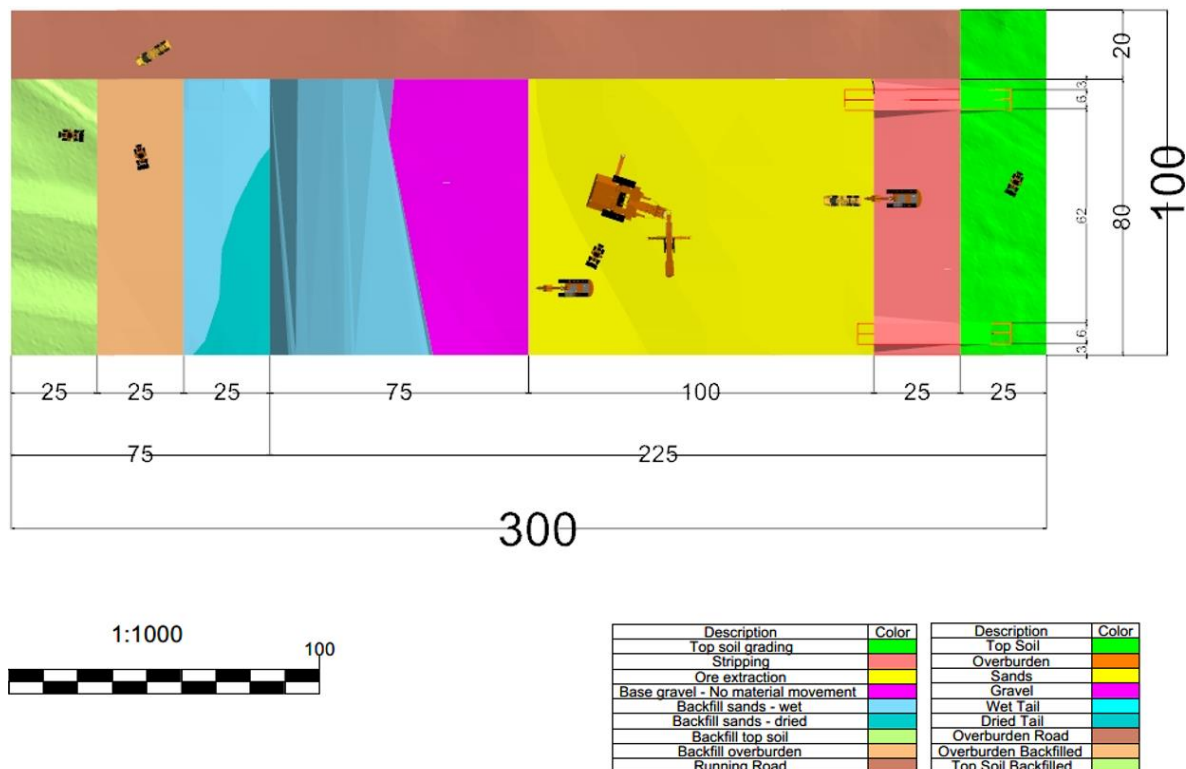 20
3
6
100
62
80
6
3
25 25 25 75 100 25 25
75 225
300
1:1000
100
Description Color
Top soil grading
Stripping
Ore extraction
Base gravel - No material movement
Backfill sands - wet
Backfill sands - dried
Backfill top soil
Backfill overburden
Running Road
Description Color
Top Soil
Overburden
Sands
Gravel
Wet Tail
Dried Tail
Overburden Road
Overburden Backfilled
Top Soil Backfilled